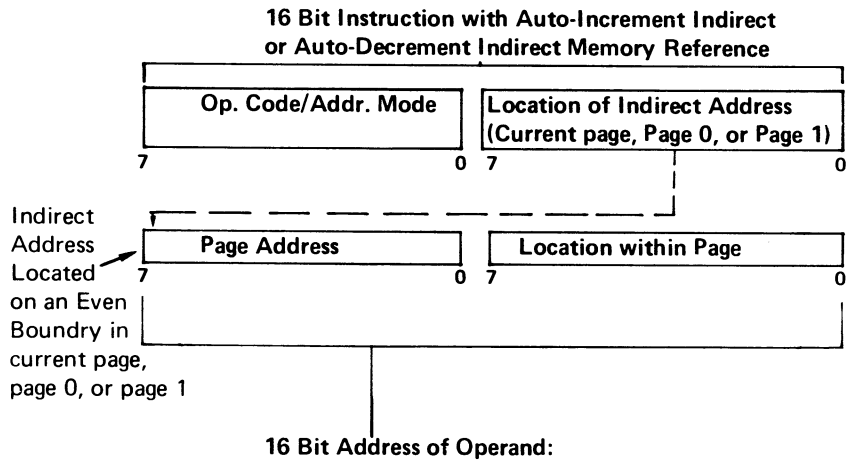 16 Bit Instruction with Auto-Increment Indirect
or Auto-Decrement Indirect Memory Reference
Op. Code/Addr. Mode
Location of Indirect Address
(Current page, Page 0, or Page 1)
7 0 7 0
Indirect
Address
Located
on an Even
Boundry in
current page,
page 0, or page 1
Page Address
Location within Page
7 0 7 0
16 Bit Address of Operand: